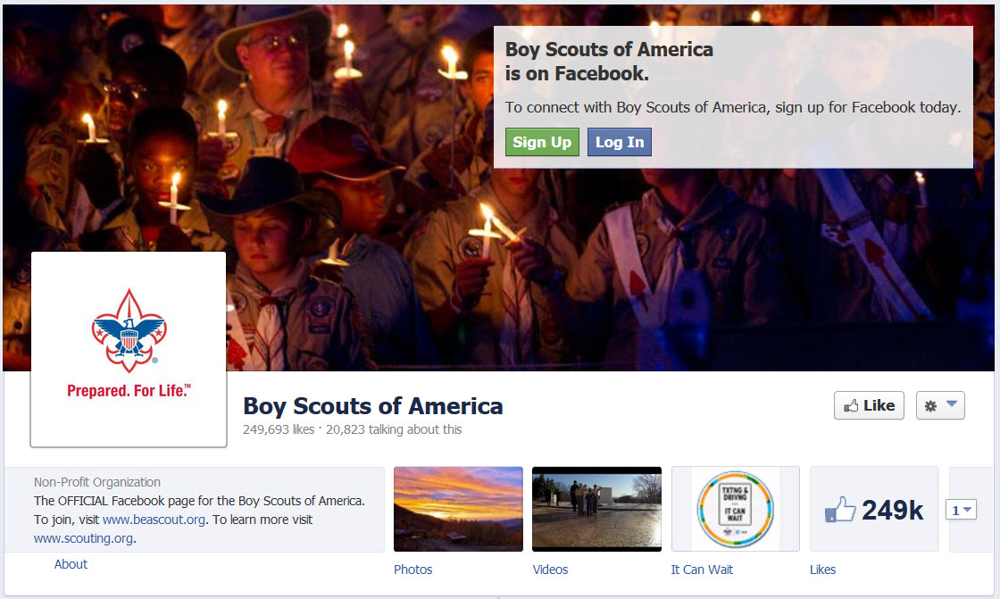 Boy Scouts of America
is on Facebook.
To connect with Boy Scouts of America, sign up for Facebook today.
Sign Up Log In
Prepared. For Life.™
Boy Scouts of America
249,693 likes · 20,823 talking about this
Like
Non-Profit Organization
The OFFICIAL Facebook page for the Boy Scouts of America.
To join, visit www.beascout.org. To learn more visit
www.scouting.org.
About
Photos
Videos
TXTNG &
DRIVNG
...
IT CAN
WAIT
It Can Wait
249k
Likes
1